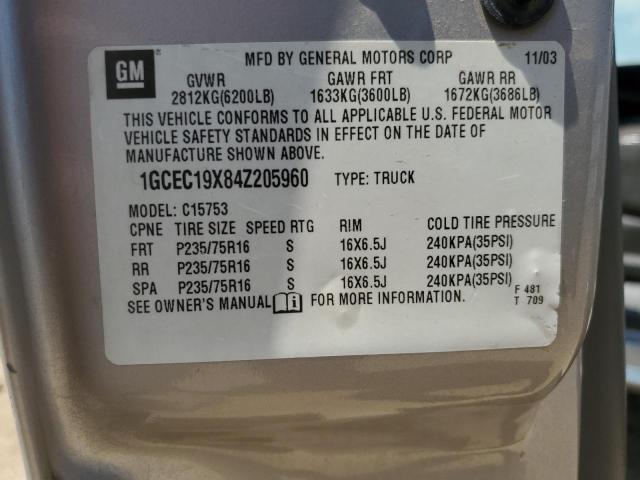 GM
MFD BY GENERAL MOTORS CORP 11/03
GVWR GAWR FRT GAWR RR
2812KG(6200LB) 1633KG(3600LB) 1672KG(3686LB)
THIS VEHICLE CONFORMS TO ALL APPLICABLE U.S. FEDERAL MOTOR
VEHICLE SAFETY STANDARDS IN EFFECT ON THE DATE OF
MANUFACTURE SHOWN ABOVE.
1GCEC19X84Z205960 TYPE: TRUCK
MODEL: C15753
CPNE TIRE SIZE SPEED RTG RIM COLD TIRE PRESSURE
FRT P235/75R16 S 16X6.5J 240KPA(35PSI)
RR P235/75R16 S 16X6.5J 240KPA(35PSI)
SPA P235/75R16 S 16X6.5J 240KPA(35PSI)
SEE OWNER'S MANUAL FOR MORE INFORMATION.
F 481
T 709